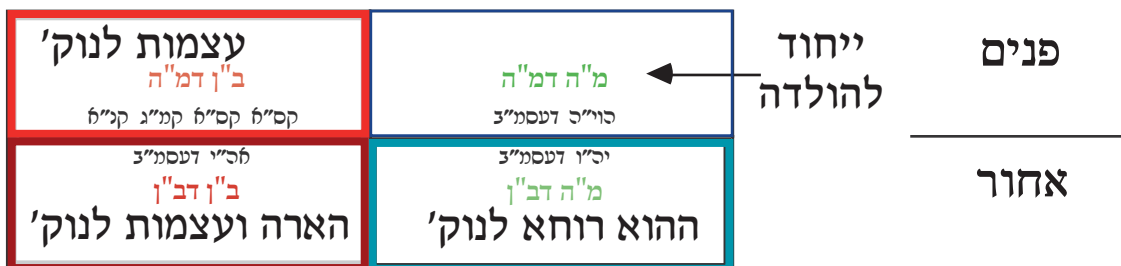 פנים
ייחוד
להולדה
מ"ה דמ"ה
הוי״ה דעסמ״ב
עצמות לנוק׳
ב"ן דמ"ה
קס״א קס״א קמ״ג קנ״א
אחור
יה״ו דעסמ״ב
מ"ה דב"ן
ההוא רוחא לנוק׳
אה״י דעסמ״ב
ב"ן דב"ן
הארה ועצמות לנוק׳